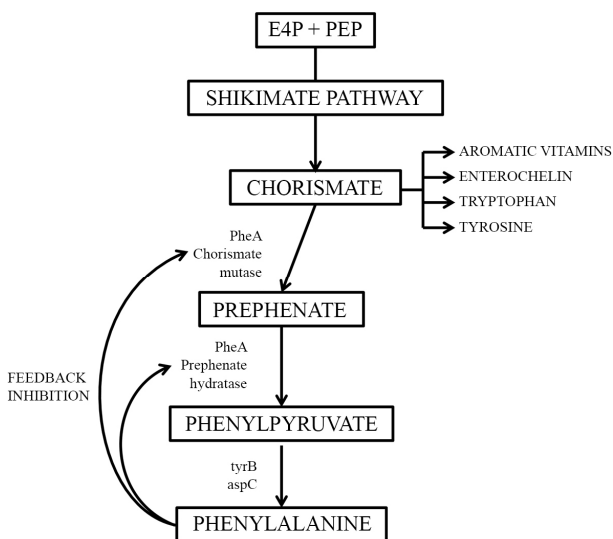 E4P + PEP
SHIKIMATE PATHWAY
CHORISMATE
AROMATIC VITAMINS
ENTEROCHELIN
TRYPTOPHAN
TYROSINE
PheA
Chorismate
mutase
PREPHENATE
PheA
Prephenate
hydratase
FEEDBACK
INHIBITION
PHENYLPYRUVATE
tyrB
aspC
PHENYLALANINE